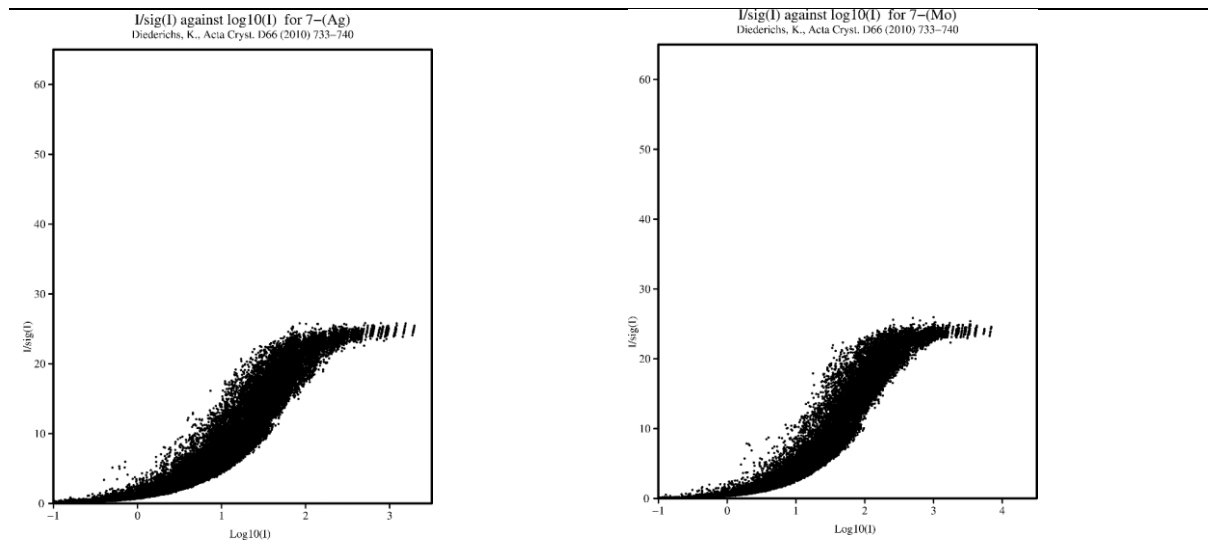 I/sig(I) against log10(I) for 7−(Ag)
Diederichs, K., Acta Cryst. D66 (2010) 733−740
60
50
40
30
20
10
0
I/sig(I)
−1 0 1 2 3
Log10(I)
I/sig(I) against log10(I) for 7−(Mo)
Diederichs, K., Acta Cryst. D66 (2010) 733−740
60
50
40
30
20
10
0
I/sig(I)
−1 0 1 2 3 4
Log10(I)